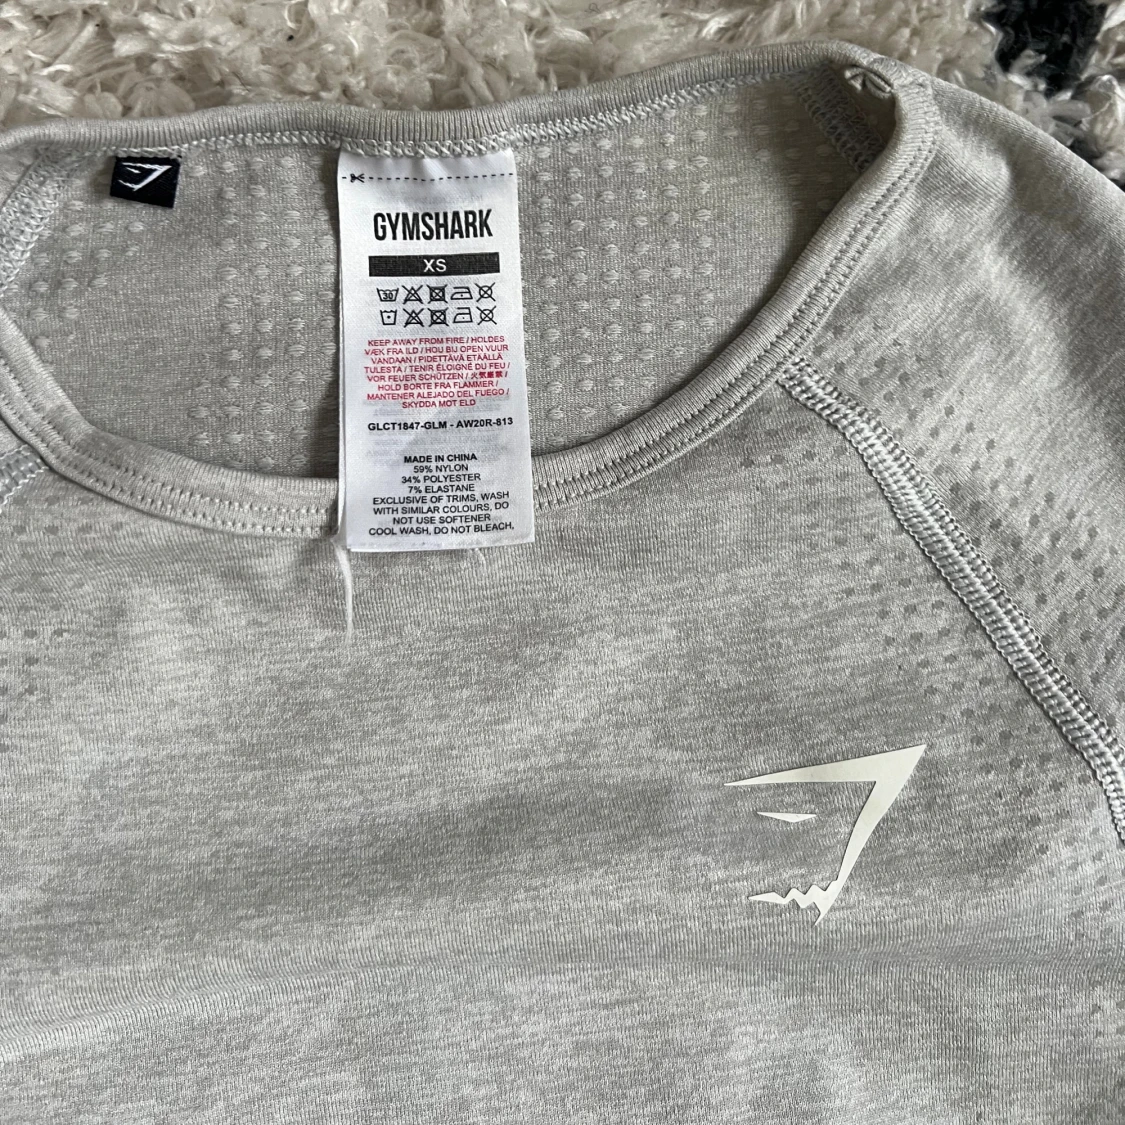 GYMSHARK
XS
30
KEEP AWAY FROM FIRE / HOLDES
VÆK FRA ILD / HOU BIJ OPEN VUUR
VANDAAN / PIDETTÄVÄ ETÄÄLLÄ
TULESTA / TENIR ÉLOIGNÉ DU FEU /
VOR FEUER SCHÜTZEN / 火気厳禁 /
HOLD BORTE FRA FLAMMER /
MANTENER ALEJADO DEL FUEGO /
SKYDDA MOT ELD
GLCT1847-GLM - AW20R-813
MADE IN CHINA
59% NYLON
34% POLYESTER
7% ELASTANE
EXCLUSIVE OF TRIMS, WASH
WITH SIMILAR COLOURS, DO
NOT USE SOFTENER
COOL WASH, DO NOT BLEACH,